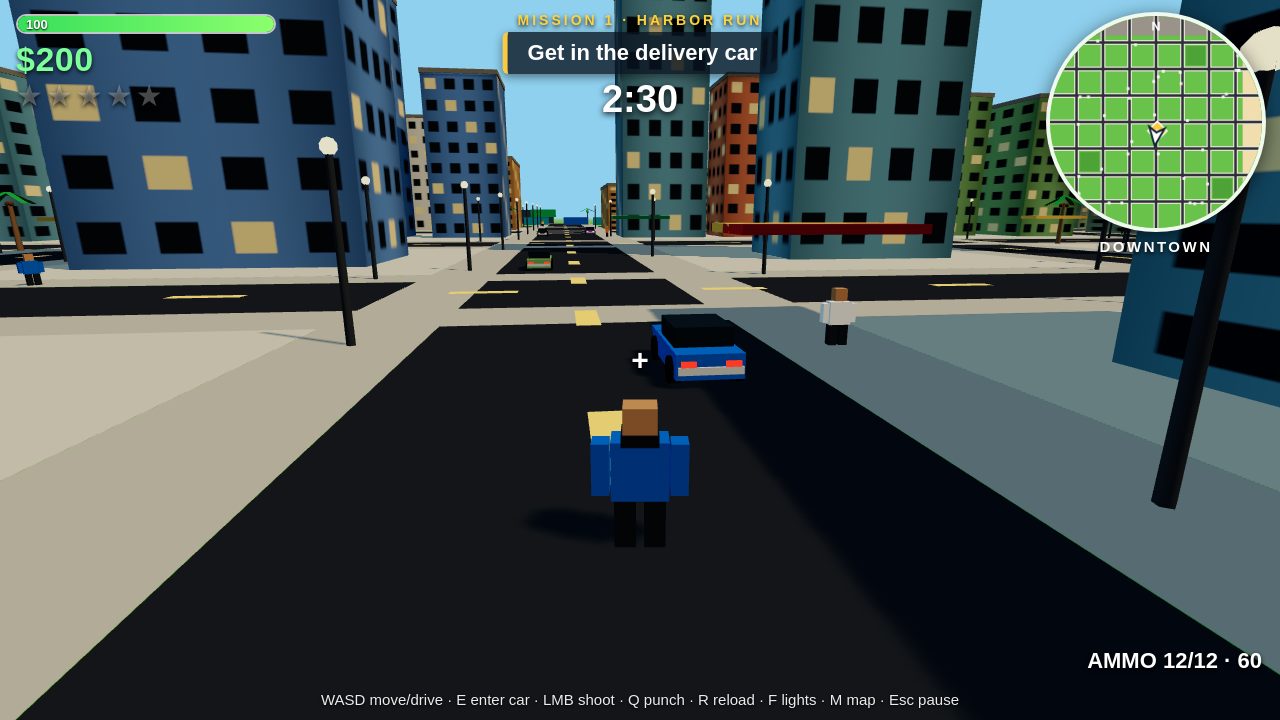 100
$200
MISSION 1 · HARBOR RUN
Get in the delivery car
2:30
N
DOWNTOWN
AMMO 12/12 · 60
WASD move/drive · E enter car · LMB shoot · Q punch · R reload · F lights · M map · Esc pause